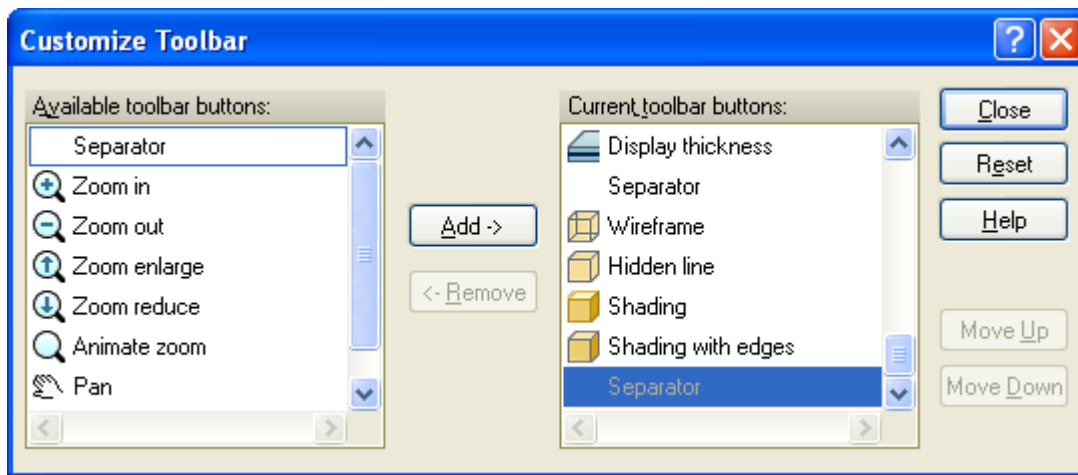 Customize Toolbar
Available toolbar buttons:
Separator
Zoom in
Zoom out
Zoom enlarge
Zoom reduce
Animate zoom
Pan
Add ->
<- Remove
Current toolbar buttons:
Display thickness
Separator
Wireframe
Hidden line
Shading
Shading with edges
Separator
Close
Reset
Help
Move Up
Move Down